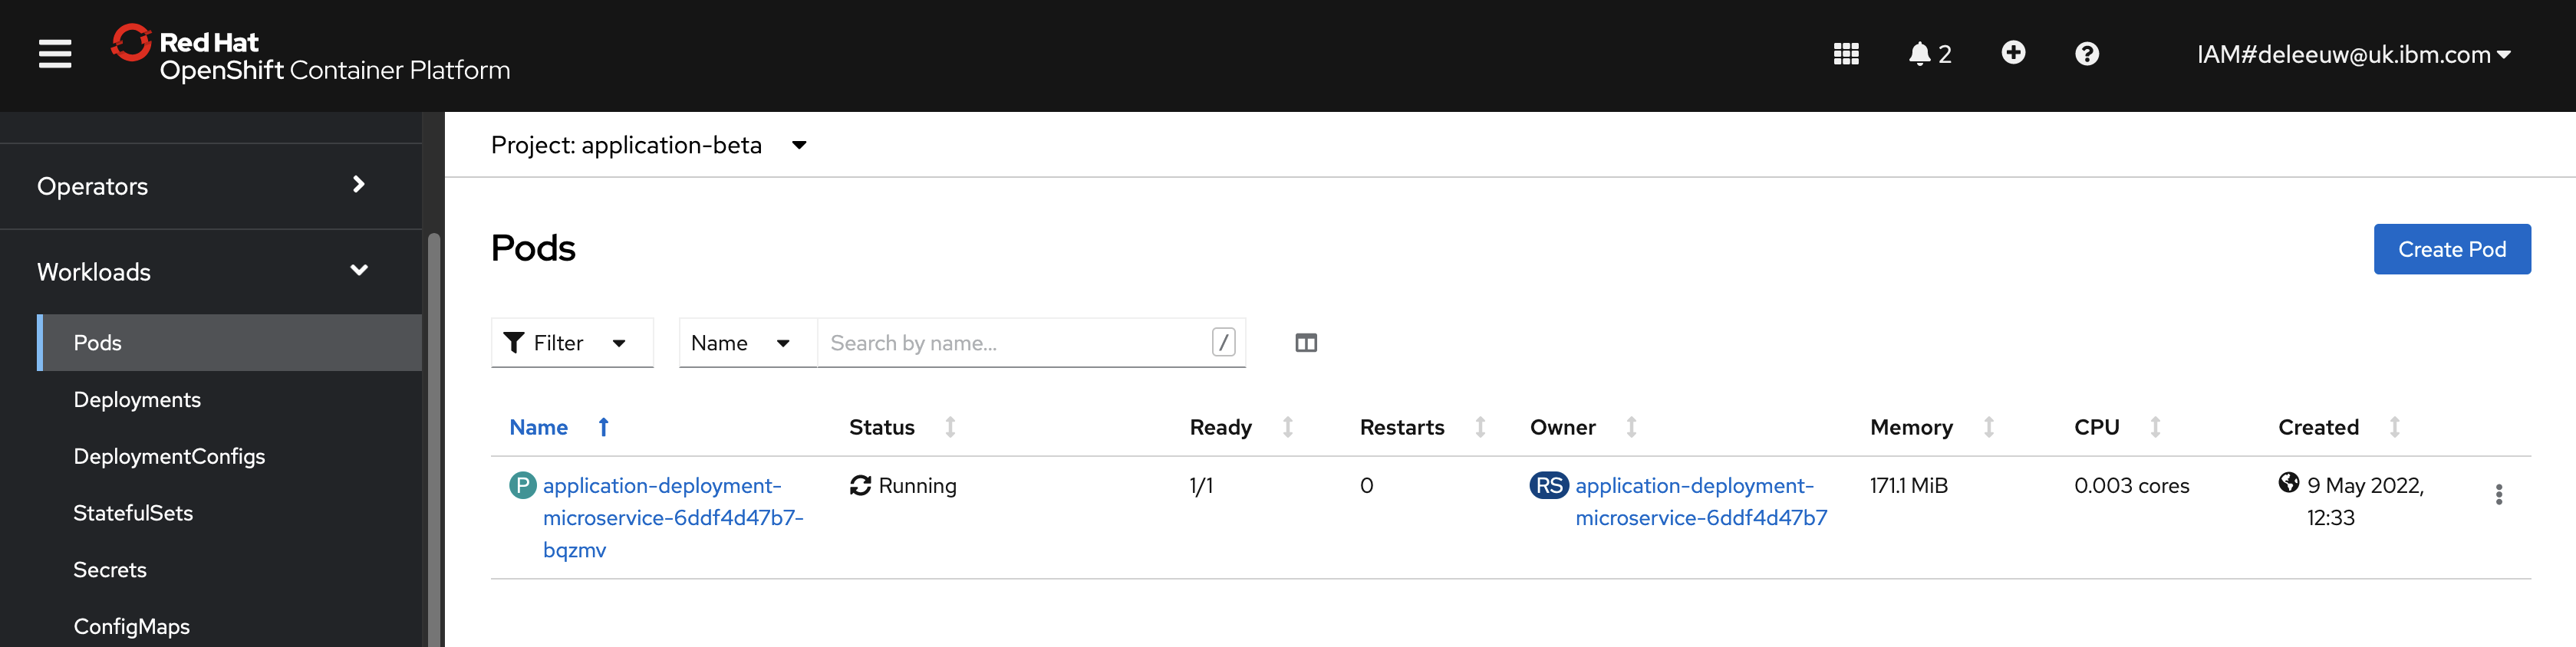 Red Hat
OpenShift Container Platform
2
IAM#deleeuw@uk.ibm.com
Project: application-beta
Operators
Workloads
Pods
Deployments
DeploymentConfigs
StatefulSets
Secrets
ConfigMaps
Pods
Create Pod
Filter
Name
Search by name...
/
Name
Status
Ready
Restarts
Owner
Memory
CPU
Created
P
application-deployment-
microservice-6ddf4d47b7-
bqzmv
Running
1/1
0
RS
application-deployment-
microservice-6ddf4d47b7
171.1 MiB
0.003 cores
9 May 2022,
12:33